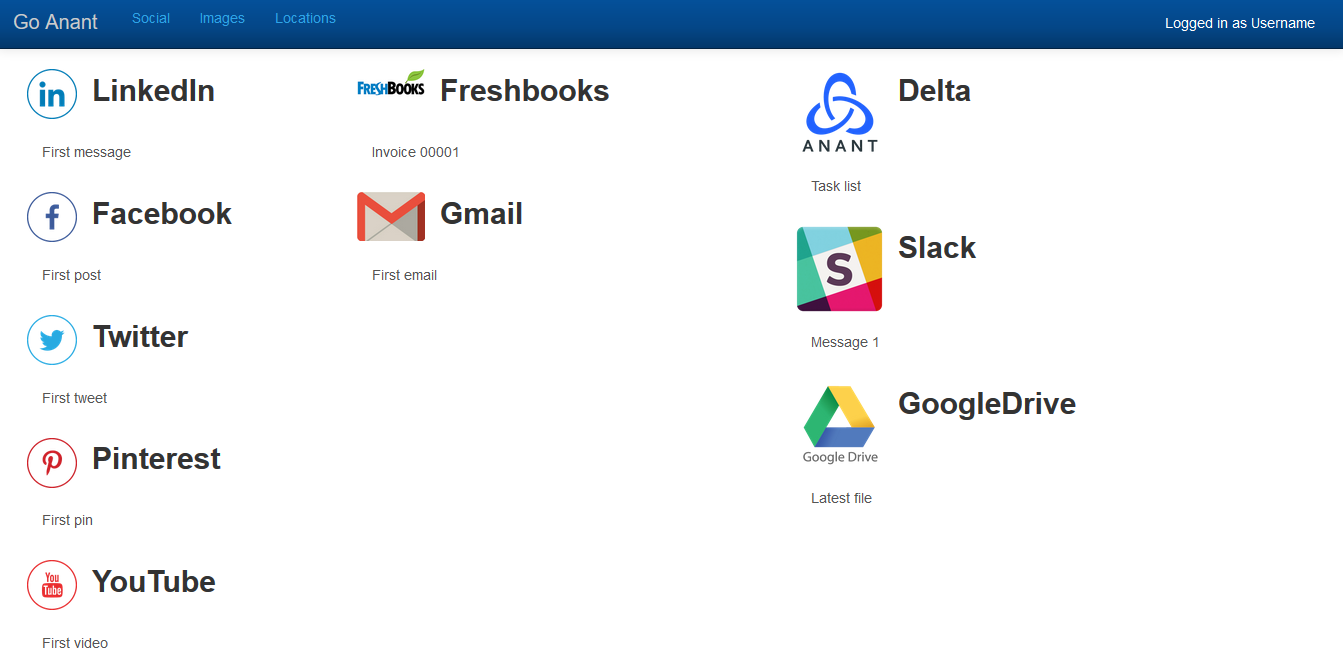 Go Anant
Social
Images
Locations
Logged in as Username
in
LinkedIn
First message
f
Facebook
First post
Twitter
First tweet
Pinterest
First pin
You
Tube
YouTube
First video
FRESHBOOKS
Freshbooks
Invoice 00001
Gmail
First email
ANANT
Delta
Task list
S
Slack
Message 1
Google Drive
GoogleDrive
Latest file